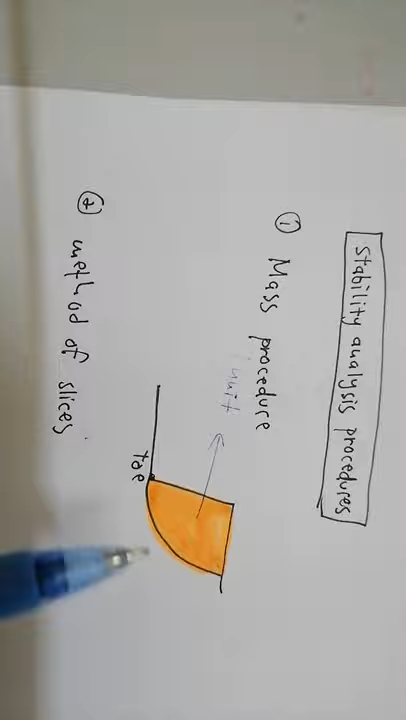 Stability analysis procedures
① Mass procedure
unit
Toe
② method of slices